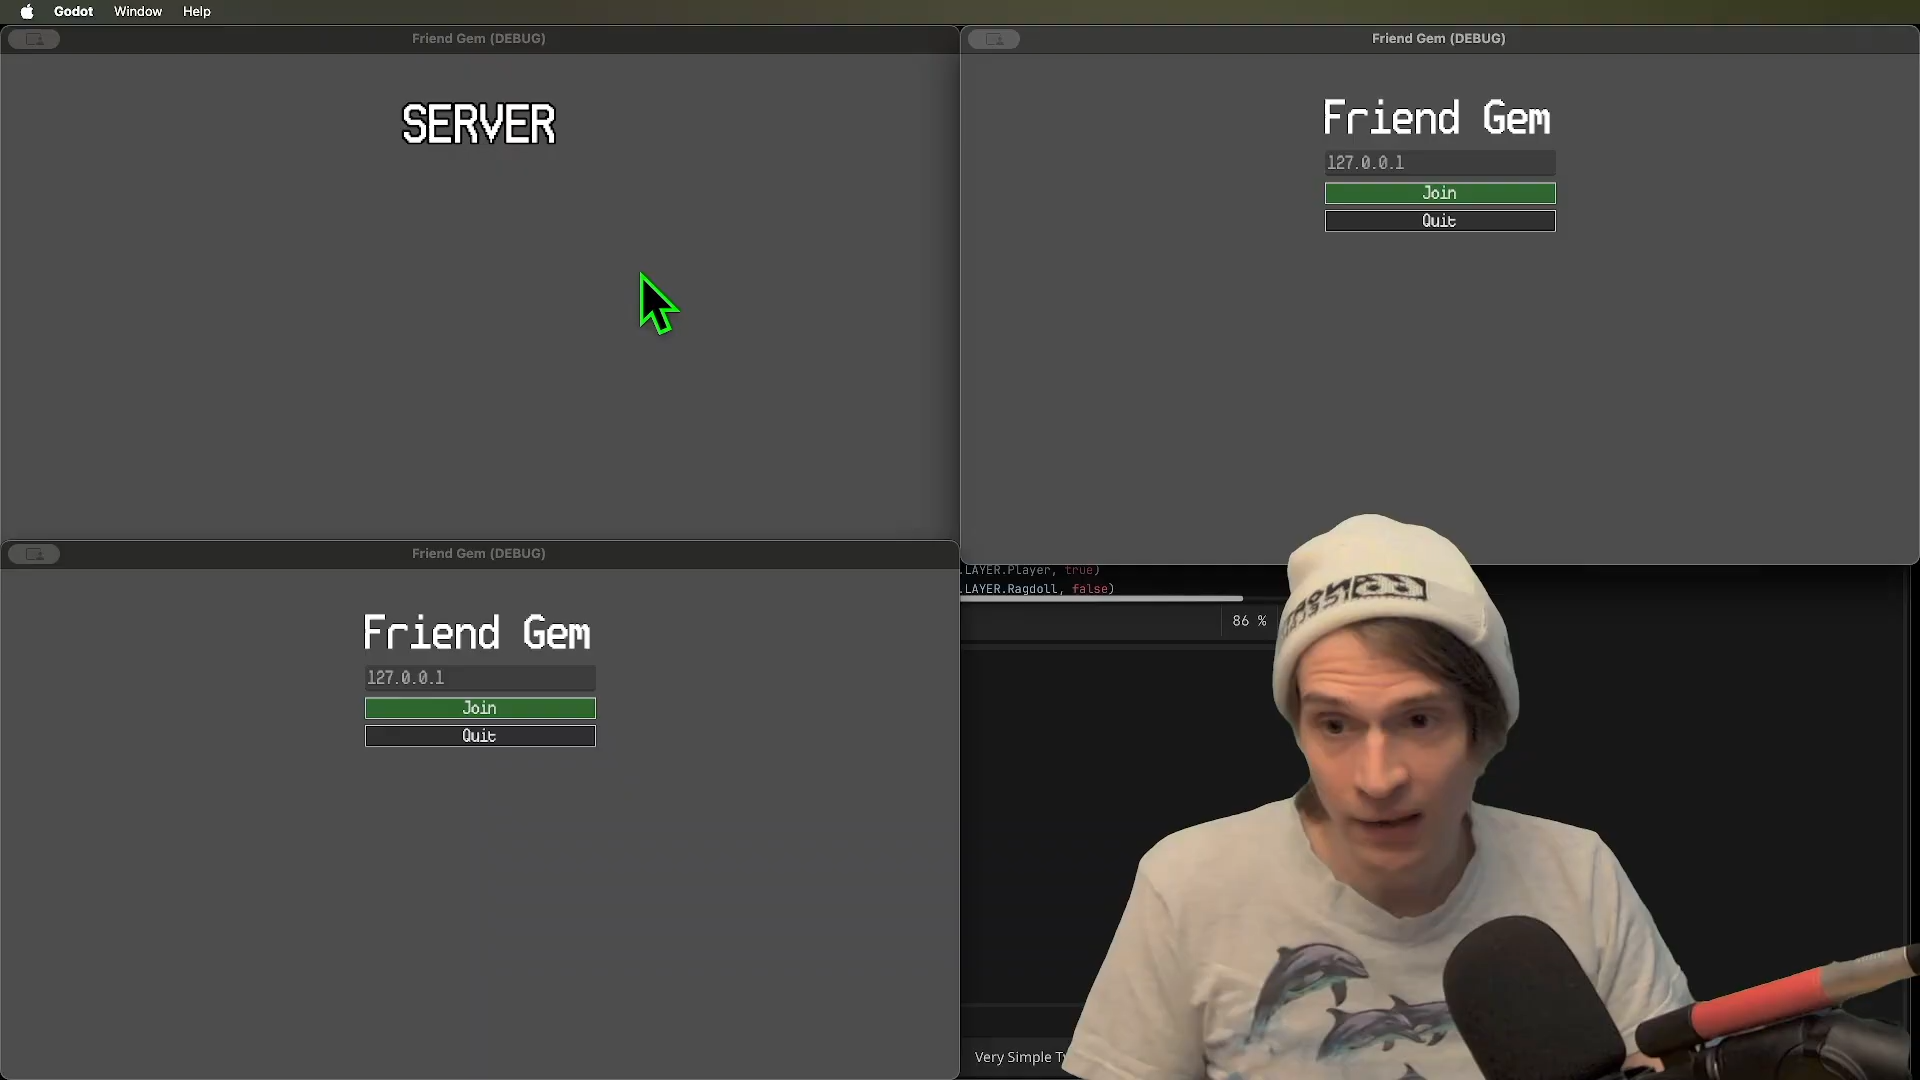 Godot Window Help
Friend Gem (DEBUG)
SERVER
Friend Gem (DEBUG)
Friend Gem
127.0.0.1
Join
Quit
Friend Gem (DEBUG)
Friend Gem
127.0.0.1
Join
Quit
.LAYER.Player, true)
.LAYER.Ragdoll, false)
86 %
Very Simple